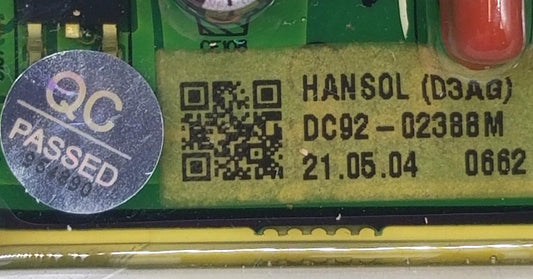 QC
PASSED
HANSOL (D3AG)
DC92-02388M
21.05.04 0662